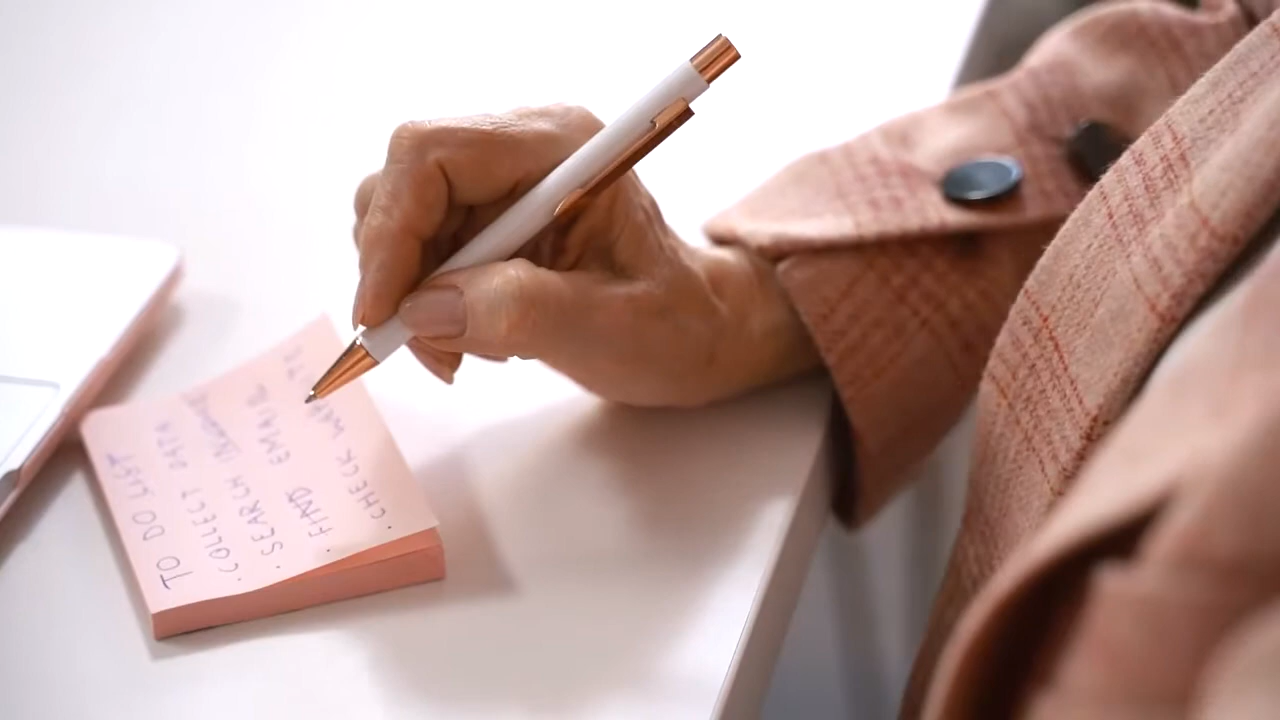 TO DO LIST
· COLLECT DATA
· SEARCH
· FIND EMAIL
· CHECK